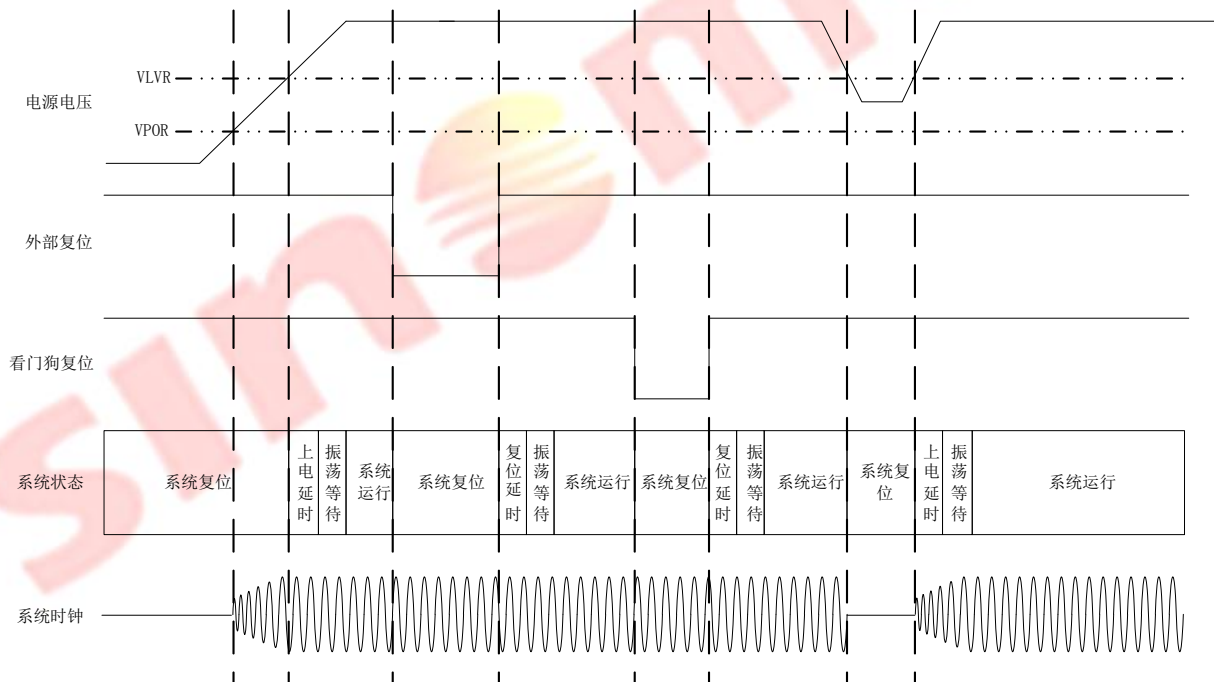 VLVR
电源电压
VPOR
外部复位
看门狗复位
系统状态
系统复位
上电延时
振荡等待
系统运行
系统复位
复位延时
振荡等待
系统运行
系统复位
复位延时
振荡等待
系统运行
系统复位
上电延时
振荡等待
系统运行
系统时钟